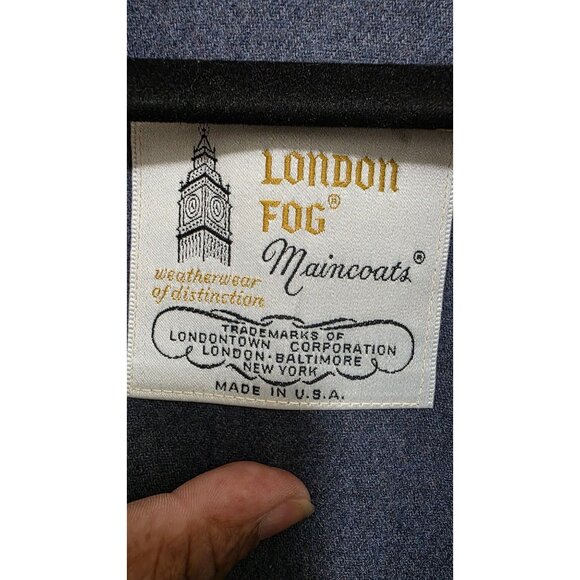 LONDON
FOG®
Maincoats®
weatherwear
of distinction
TRADEMARKS OF
LONDONTOWN CORPORATION
LONDON · BALTIMORE
NEW YORK
MADE IN U.S.A.